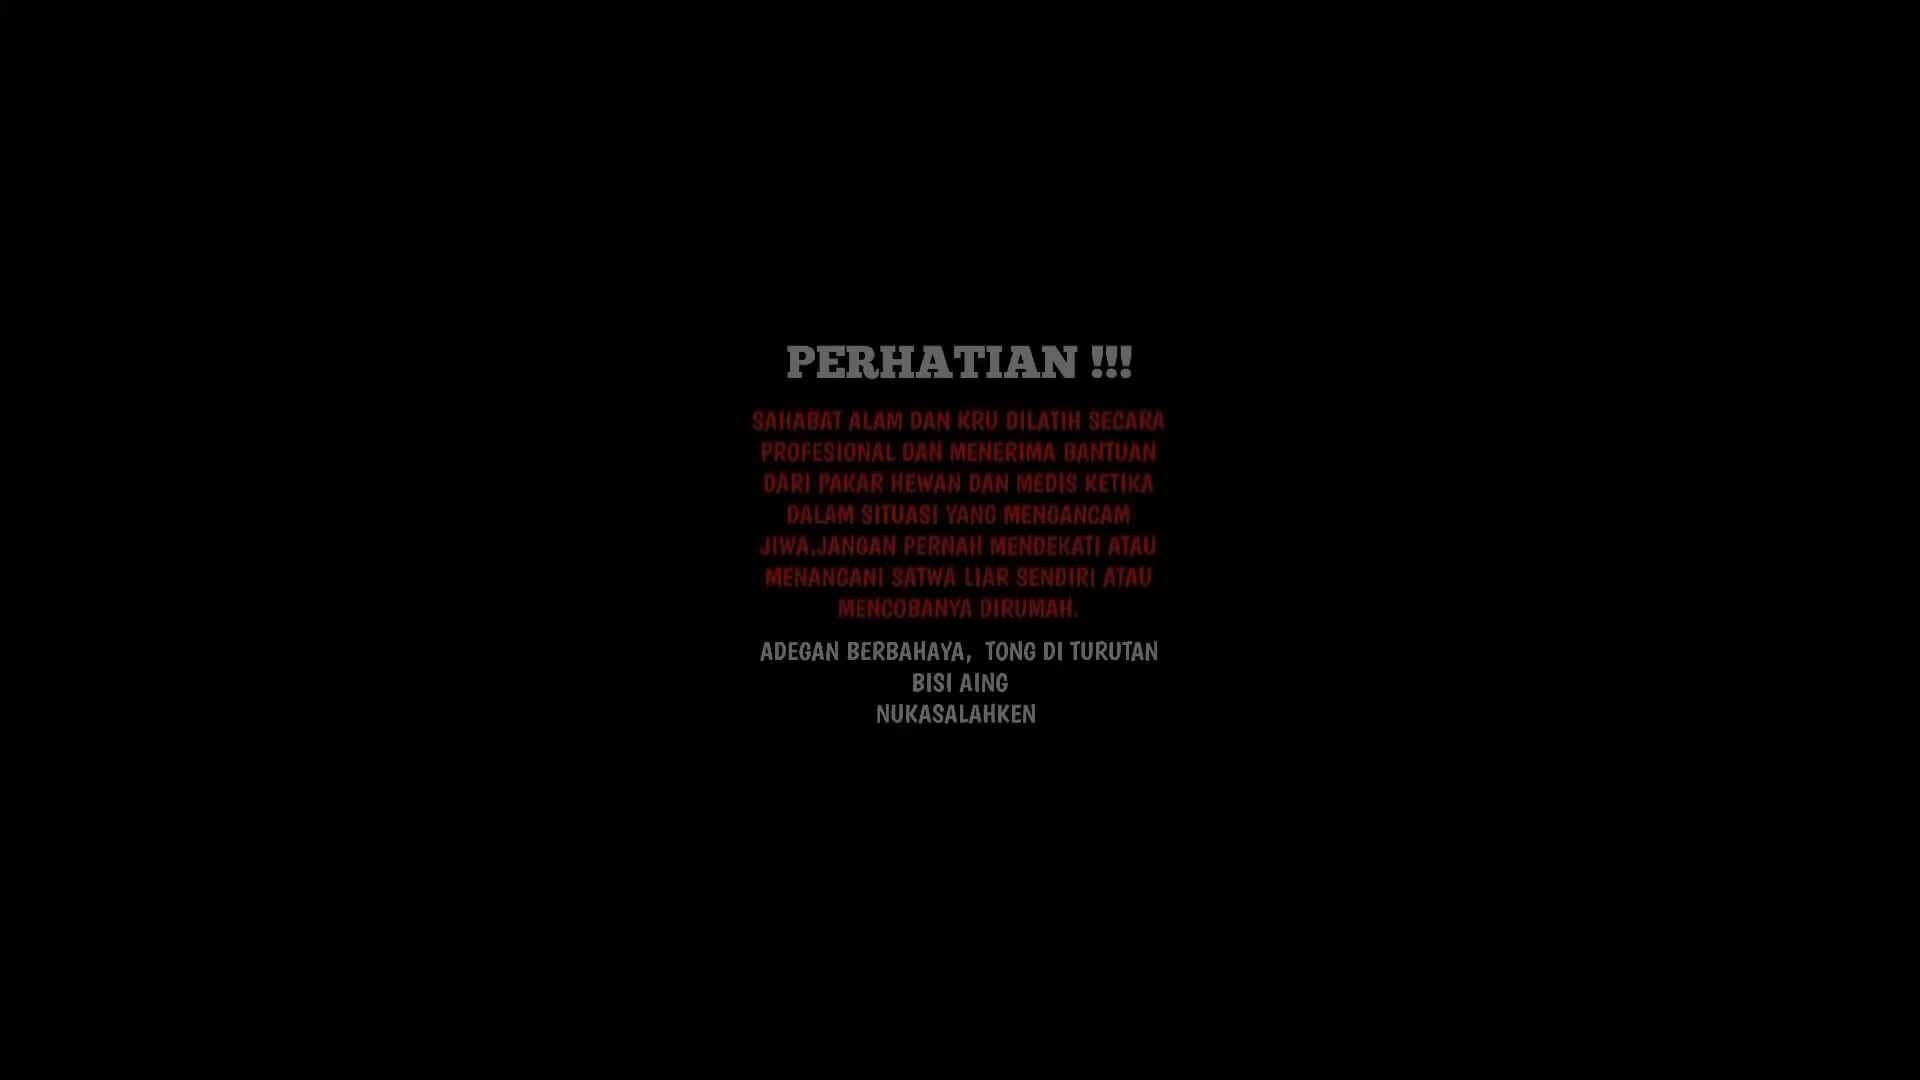 PERHATIAN !!!
SAHABAT ALAM DAN KRU DILATIH SECARA
PROFESIONAL DAN MENERIMA BANTUAN
DARI PAKAR HEWAN DAN MEDIS KETIKA
DALAM SITUASI YANG MENGANCAM
JIWA.JANGAN PERNAH MENDEKATI ATAU
MENANGANI SATWA LIAR SENDIRI ATAU
MENCOBANYA DIRUMAH.
ADEGAN BERBAHAYA, TONG DI TURUTAN
BISI AING
NUKASALAHKEN